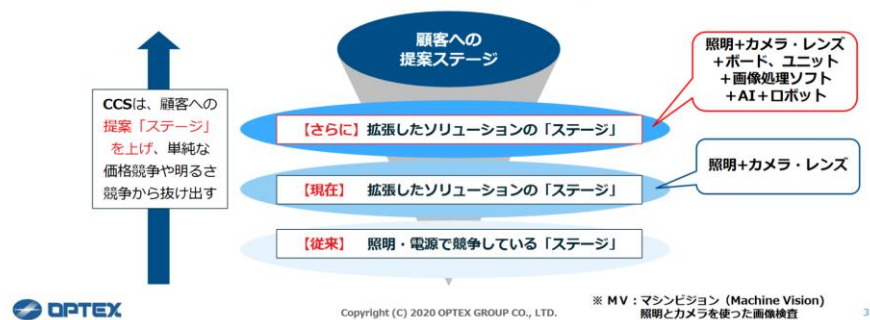 顧客への
提案ステージ
照明+カメラ・レンズ
+ボード、ユニット
+画像処理ソフト
+AI+ロボット
CCSは、顧客への
提案「ステージ」
を上げ、単純な
価格競争や明るさ
競争から抜け出す
【さらに】拡張したソリューションの「ステージ」
照明+カメラ・レンズ
【現在】 拡張したソリューションの「ステージ」
【従来】 照明・電源で競争している「ステージ」
OPTEX
Copyright (C) 2020 OPTEX GROUP CO., LTD.
※ MV:マシンビジョン(Machine Vision)
照明とカメラを使った画像検査
3